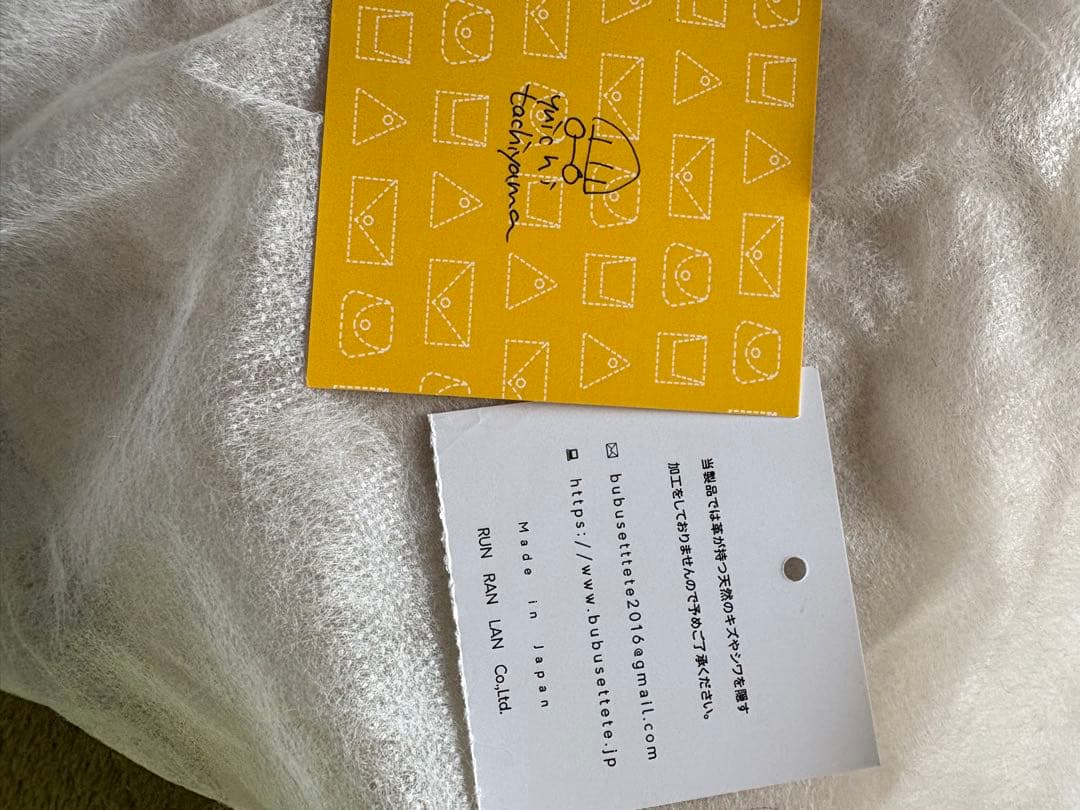 yuichi
tachiyama
当製品では革が持つ天然のキズやシワを隠す
加工をしておりませんので予めご了承ください。
bubusetttete2016@gmail.com
https://www.bubusettete.jp
Made in Japan
RUN RAN LAN Co.,Ltd.